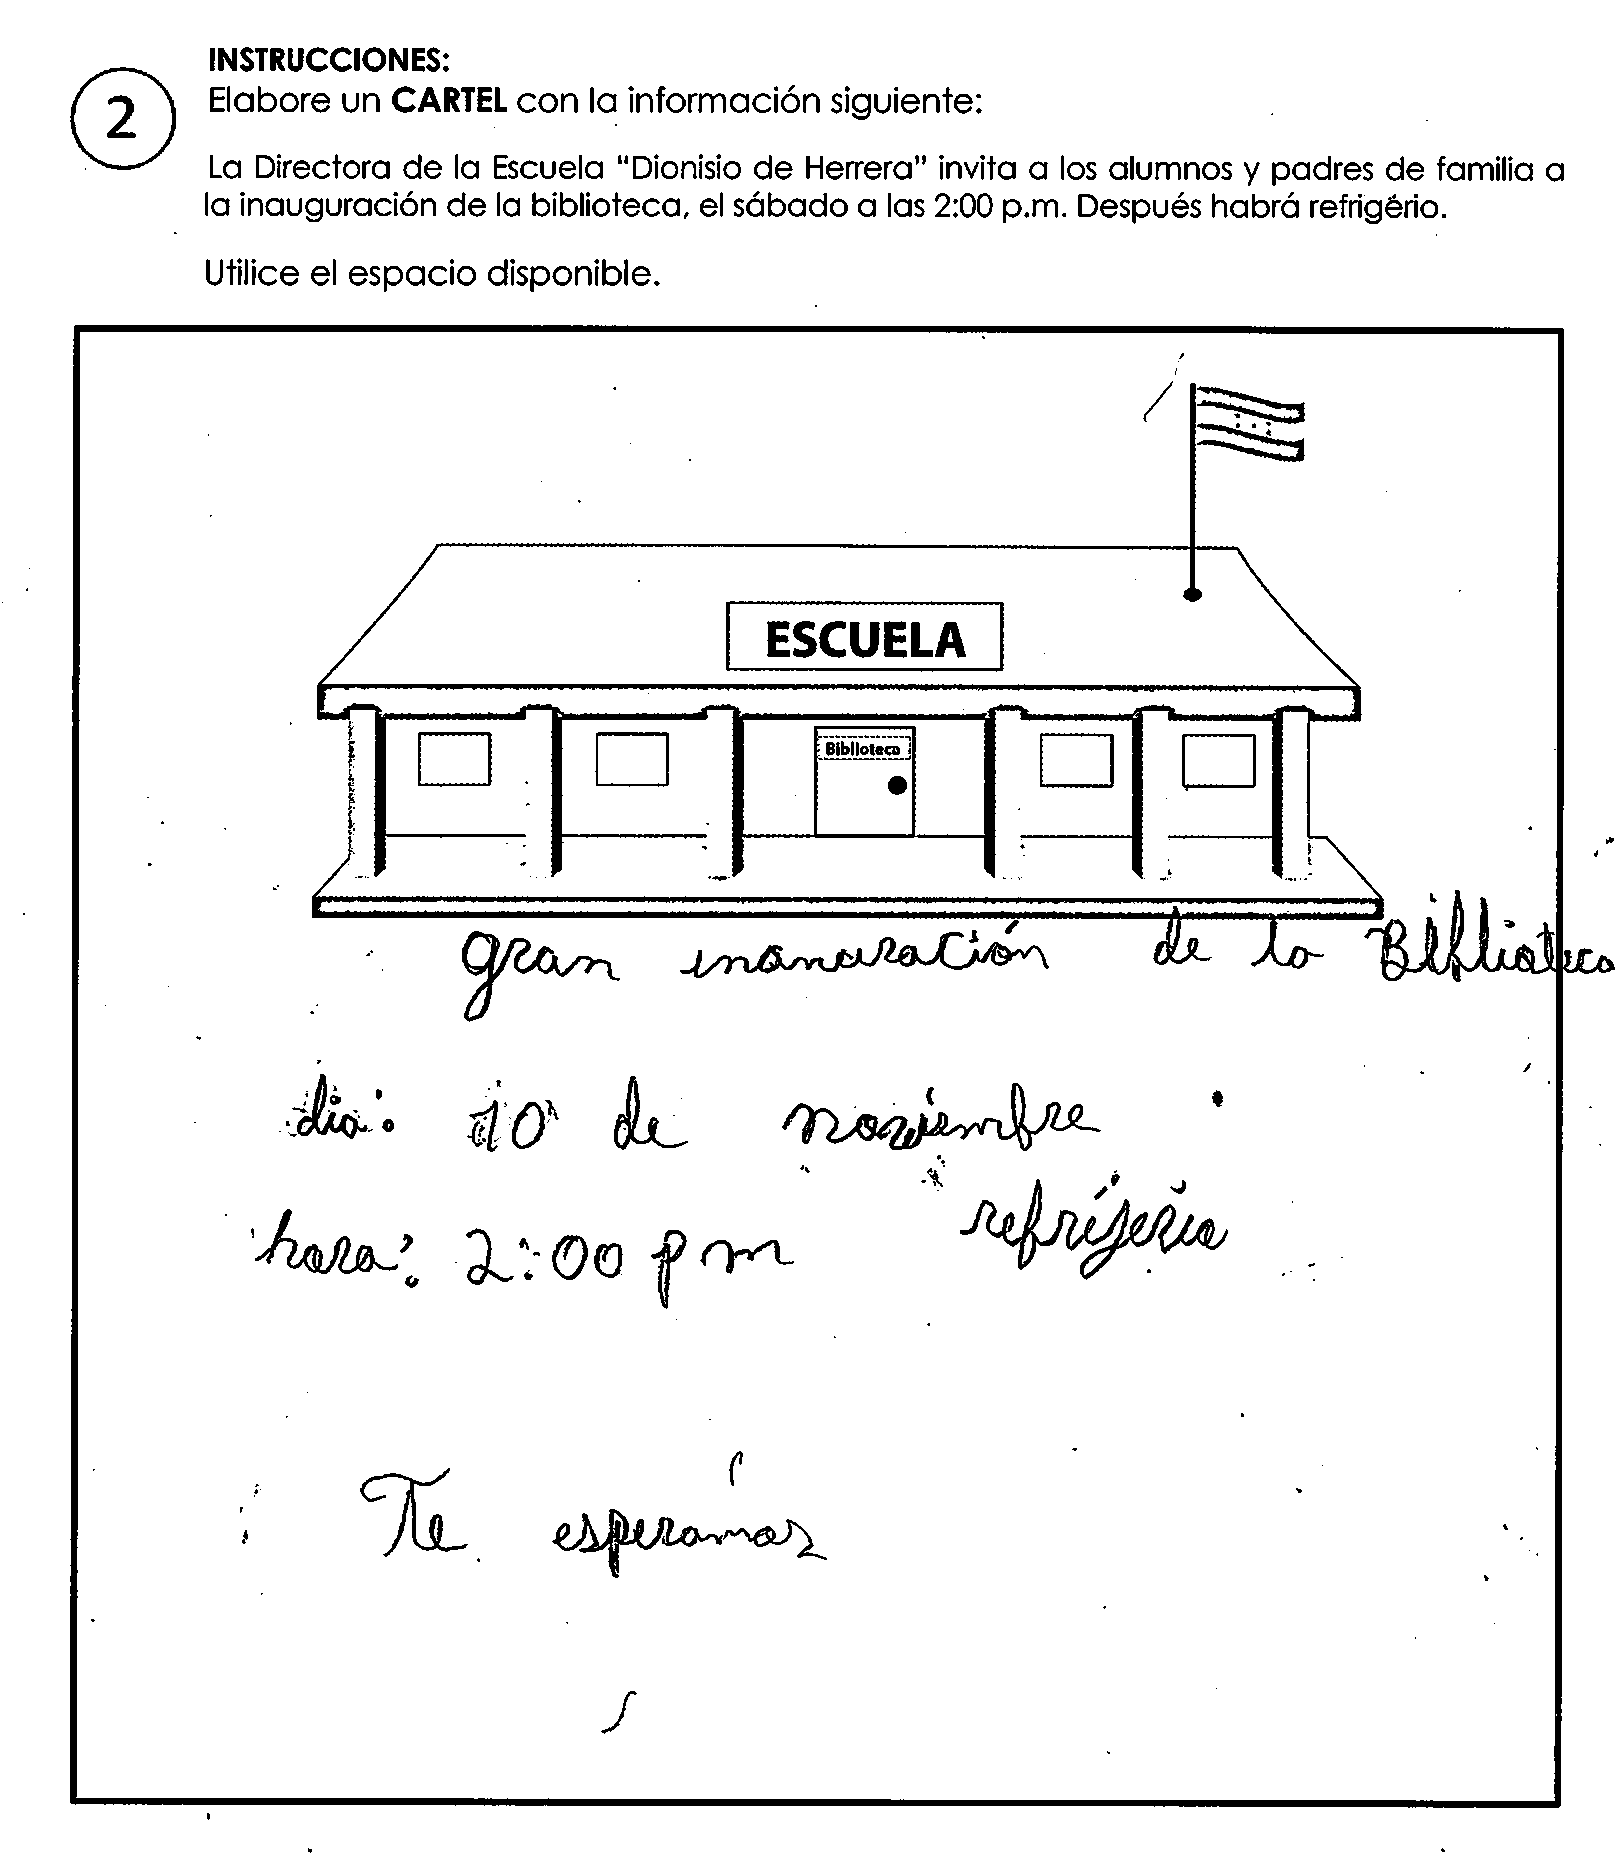 INSTRUCCIONES:
2
Elabore un CARTEL con la información siguiente:
La Directora de la Escuela "Dionisio de Herrera" invita a los alumnos y padres de familia a
la inauguración de la biblioteca, el sábado a las 2:00 p.m. Después habrá refrigério.
Utilice el espacio disponible.
ESCUELA
Biblioteca
gran inanuración de la Biblioteca
dia: 10 de noviembre
refrijerio
hora: 2:00 pm
Te esperamos